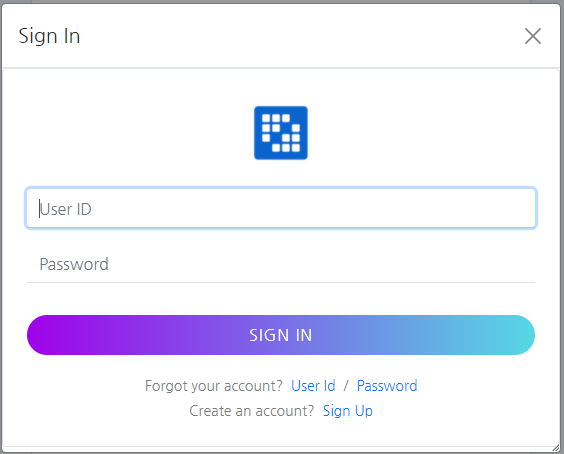 Sign In
User ID
Password
SIGN IN
Forgot your account? User Id / Password
Create an account? Sign Up